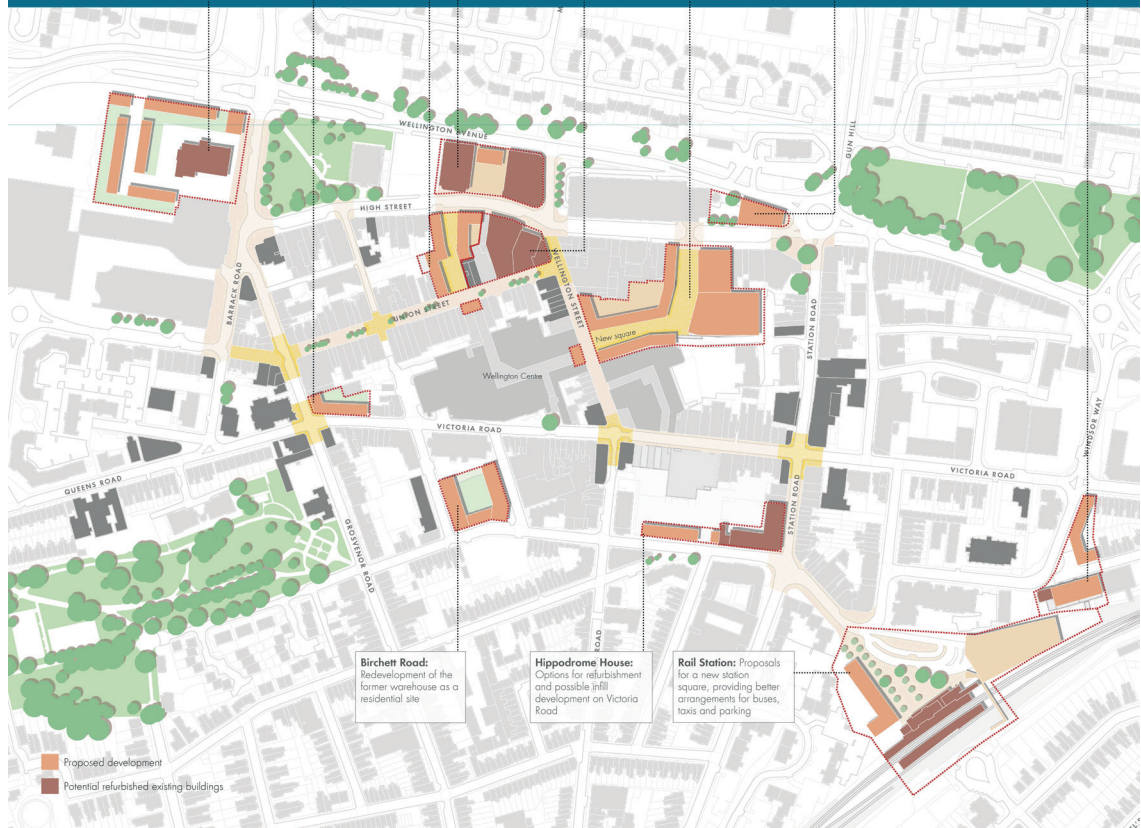 WELLINGTON AVENUE
GUN HILL
HIGH STREET
BARRACK ROAD
UNION STREET
WELLINGTON STREET
New square
STATION ROAD
Wellington Centre
WINDSOR WAY
VICTORIA ROAD
VICTORIA ROAD
QUEENS ROAD
STATION ROAD
GROSVENOR ROAD
ROAD
Birchett Road:
Redevelopment of the
former warehouse as a
residential site
Hippodrome House:
Options for refurbishment
and possible infill
development on Victoria
Road
Rail Station: Proposals
for a new station
square, providing better
arrangements for buses,
taxis and parking
Proposed development
Potential refurbished existing buildings